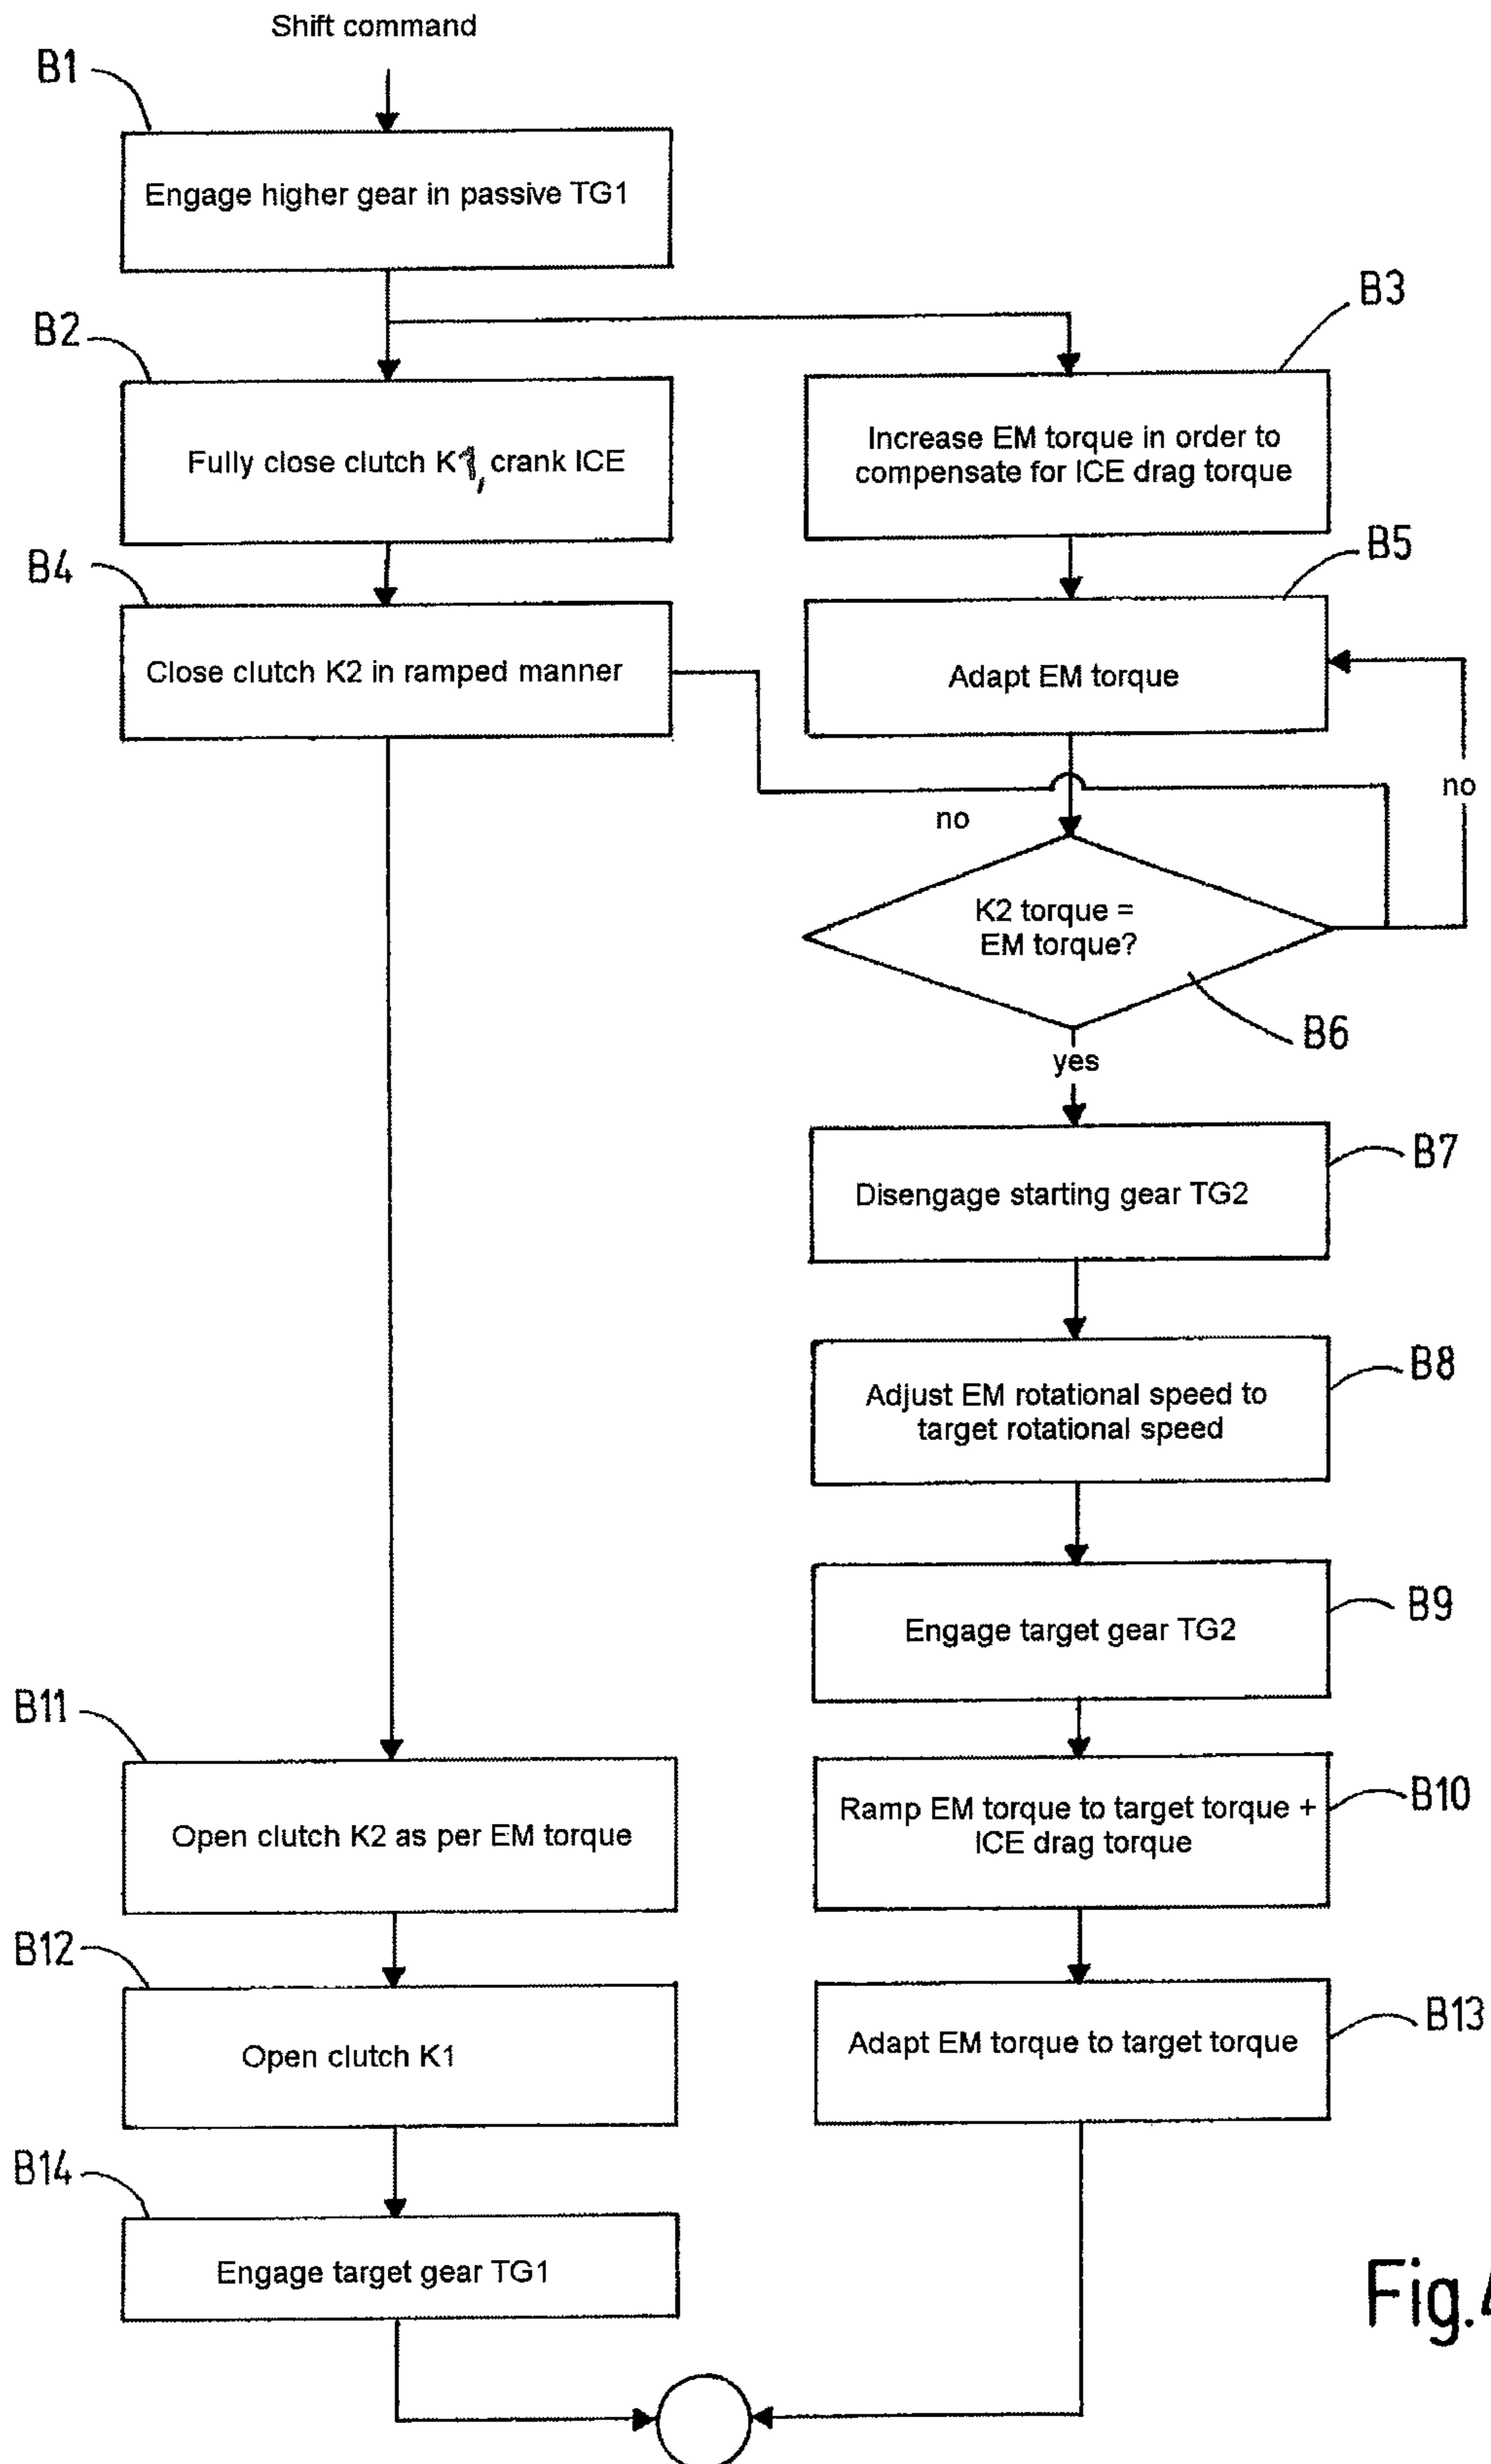 Shift command
B1
Engage higher gear in passive TG1
B3
B2
Fully close clutch K1, crank ICE
Increase EM torque in order to
compensate for ICE drag torque
B5
B4
Close clutch K2 in ramped manner
Adapt EM torque
no
no
K2 torque =
EM torque?
B6
yes
B7
Disengage starting gear TG2
B8
Adjust EM rotational speed to
target rotational speed
B9
Engage target gear TG2
B11
Open clutch K2 as per EM torque
B10
Ramp EM torque to target torque +
ICE drag torque
B12
Open clutch K1
B13
Adapt EM torque to target torque
B14
Engage target gear TG1
Fig.4